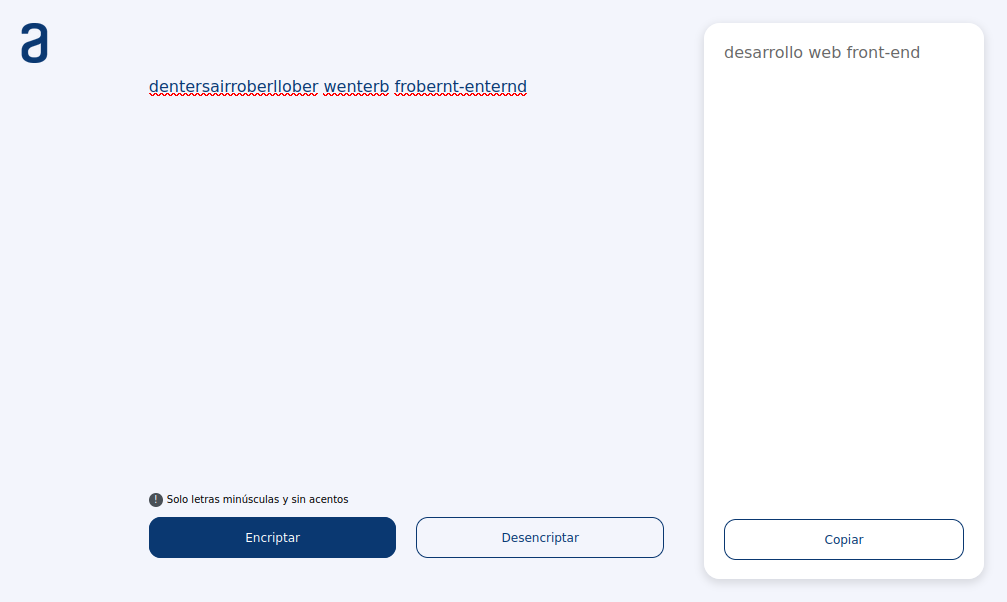 a
dentersairroberllober wenterb frobernt-enternd
desarrollo web front-end
! Solo letras minúsculas y sin acentos
Encriptar
Desencriptar
Copiar